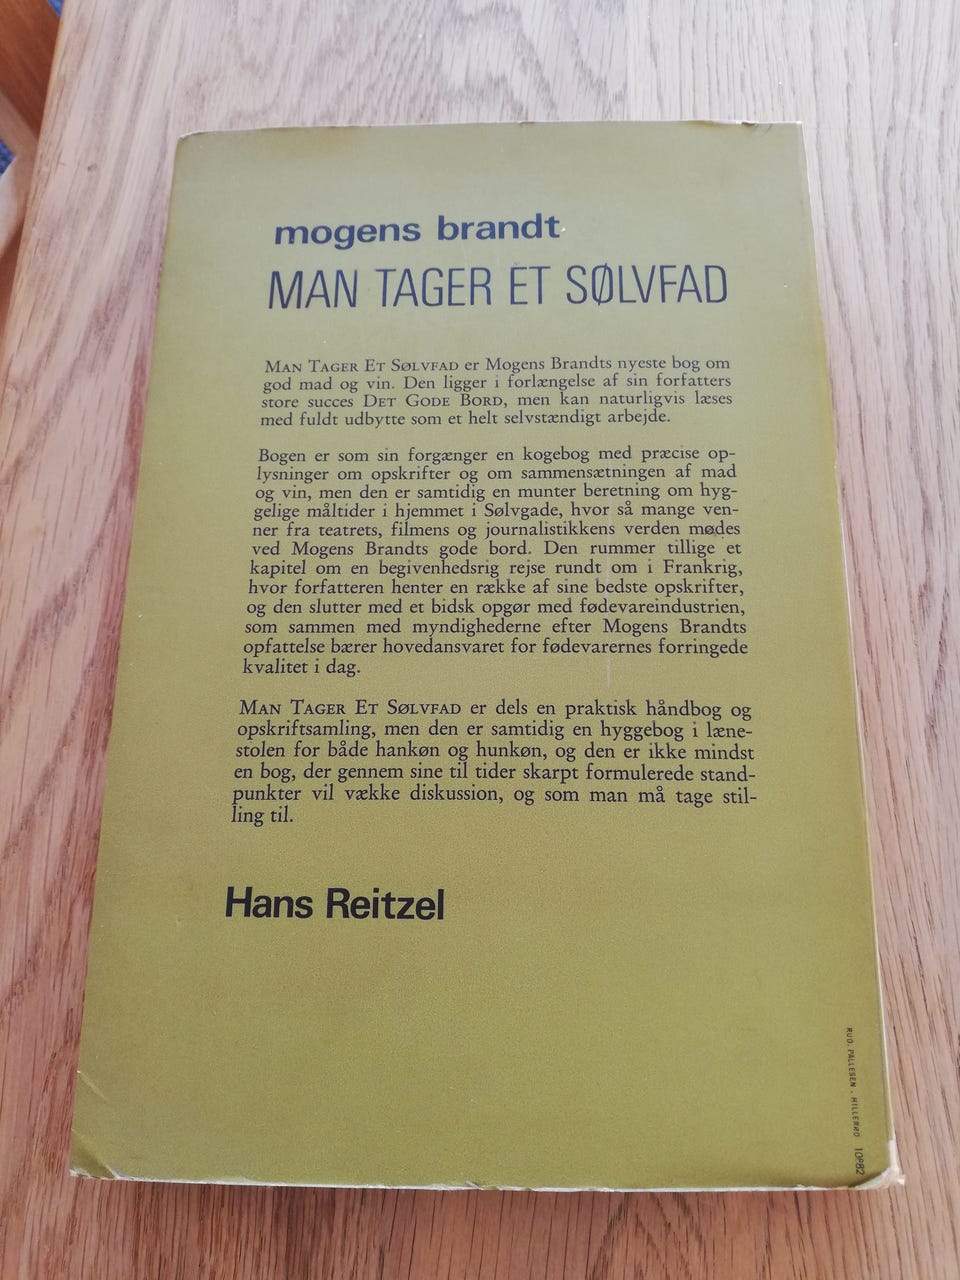 mogens brandt
MAN TAGER ET SØLVFAD
MAN TAGER ET SØLVFAD er Mogens Brandts nyeste bog om
god mad og vin. Den ligger i forlængelse af sin forfatters
store succes DET GODE BORD, men kan naturligvis læses
med fuldt udbytte som et helt selvstændigt arbejde.
Bogen er som sin forgænger en kogebog med præcise op-
lysninger om opskrifter og om sammensætningen af mad
og vin, men den er samtidig en munter beretning om hyg-
gelige måltider i hjemmet i Sølvgade, hvor så mange ven-
ner fra teatrets, filmens og journalistikkens verden mødes
ved Mogens Brandts gode bord. Den rummer tillige et
kapitel om en begivenhedsrig rejse rundt om i Frankrig,
hvor forfatteren henter en række af sine bedste opskrifter,
og den slutter med et bidsk opgør med fødevareindustrien,
som sammen med myndighederne efter Mogens Brandts
opfattelse bærer hovedansvaret for fødevarernes forringede
kvalitet i dag.
MAN TAGER ET SØLVFAD er dels en praktisk håndbog og
opskriftsamling, men den er samtidig en hyggebog i læne-
stolen for både hankøn og hunkøn, og den er ikke mindst
en bog, der gennem sine til tider skarpt formulerede stand-
punkter vil vække diskussion, og som man må tage stil-
ling til.
Hans Reitzel
RUD. PALLESEN - HILLERØD